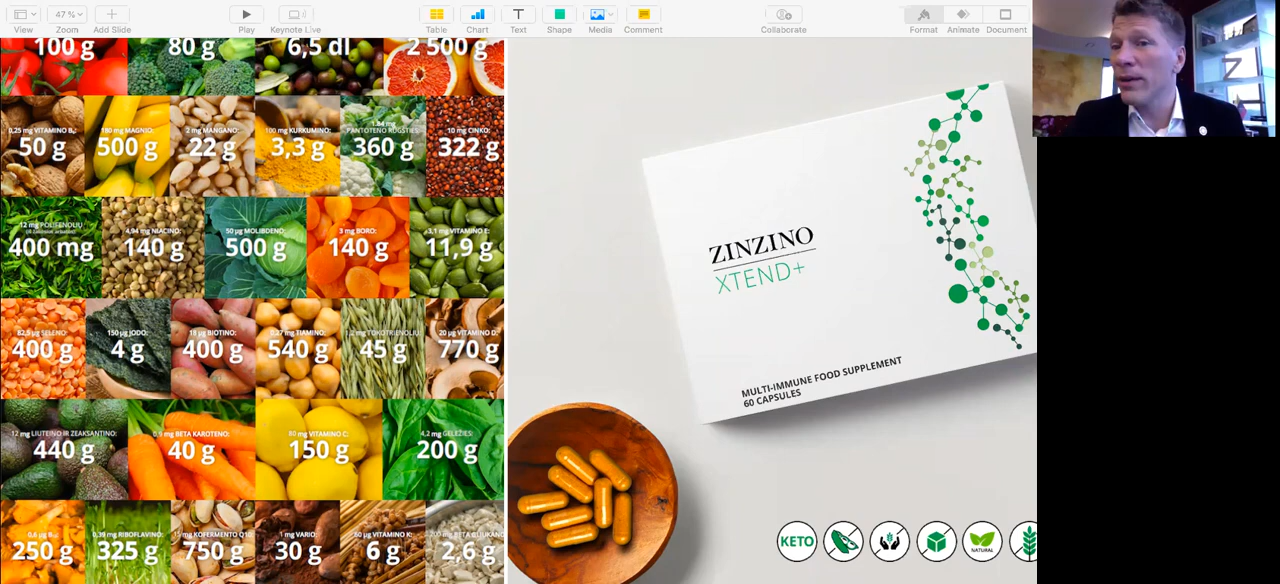 View
47 %
Zoom
Add Slide
Play
Keynote Live
Table
Chart
Text
Shape
Media
Comment
Collaborate
Format
Animate
Document
100 g
80 g
6,5 dl
2 500 g
0,25 VITAMINO B₆:
50 g
180 mg MAGNIO:
500 g
2 mg MANGANO:
22 g
100 mg KURKUMINO:
3,3 g
PANTOTENO RŪGŠTIES:
360 g
10 mg CINKO:
322 g
12 mg POLIFENOLIŲ
400 mg
4,94 mg NIACINO:
140 g
50 µg MOLIBDENO:
500 g
3 mg BORO:
140 g
3,1 mg VITAMINO E:
11,9 g
82,5 µg SELENO:
400 g
150 µg JODO:
4 g
18 µg BIOTINO:
400 g
0,27 mg TIAMINO:
540 g
TOKOTRIENOLIŲ:
45 g
20 µg VITAMINO D:
770 g
12 mg LIUTEINO IR ZEAKSANTINO:
440 g
BETA KAROTENO:
40 g
80 mg VITAMINO C:
150 g
4,2 mg GELEŽIES:
200 g
250 g
0,39 mg RIBOFLAVINO:
325 g
KOFERMENTO Q10:
750 g
1 mg VARIO:
30 g
VITAMINO K:
6 g
BETA GLIUKANO
2,6 g
ZINZINO
XTEND+
MULTI-IMMUNE FOOD SUPPLEMENT
60 CAPSULES
KETO
NATURAL
Z